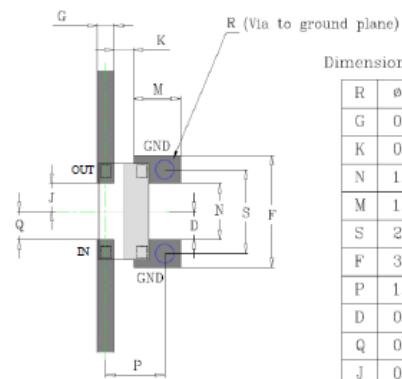 G
K
R (Via to ground plane)
Dimension
M
GND
OUT
J
Q
D
N
S
F
IN
GND
P
R ø
G 0
K 0
N 1
M 1
S 2
F 3
P 1
D 0
Q 0
J 0